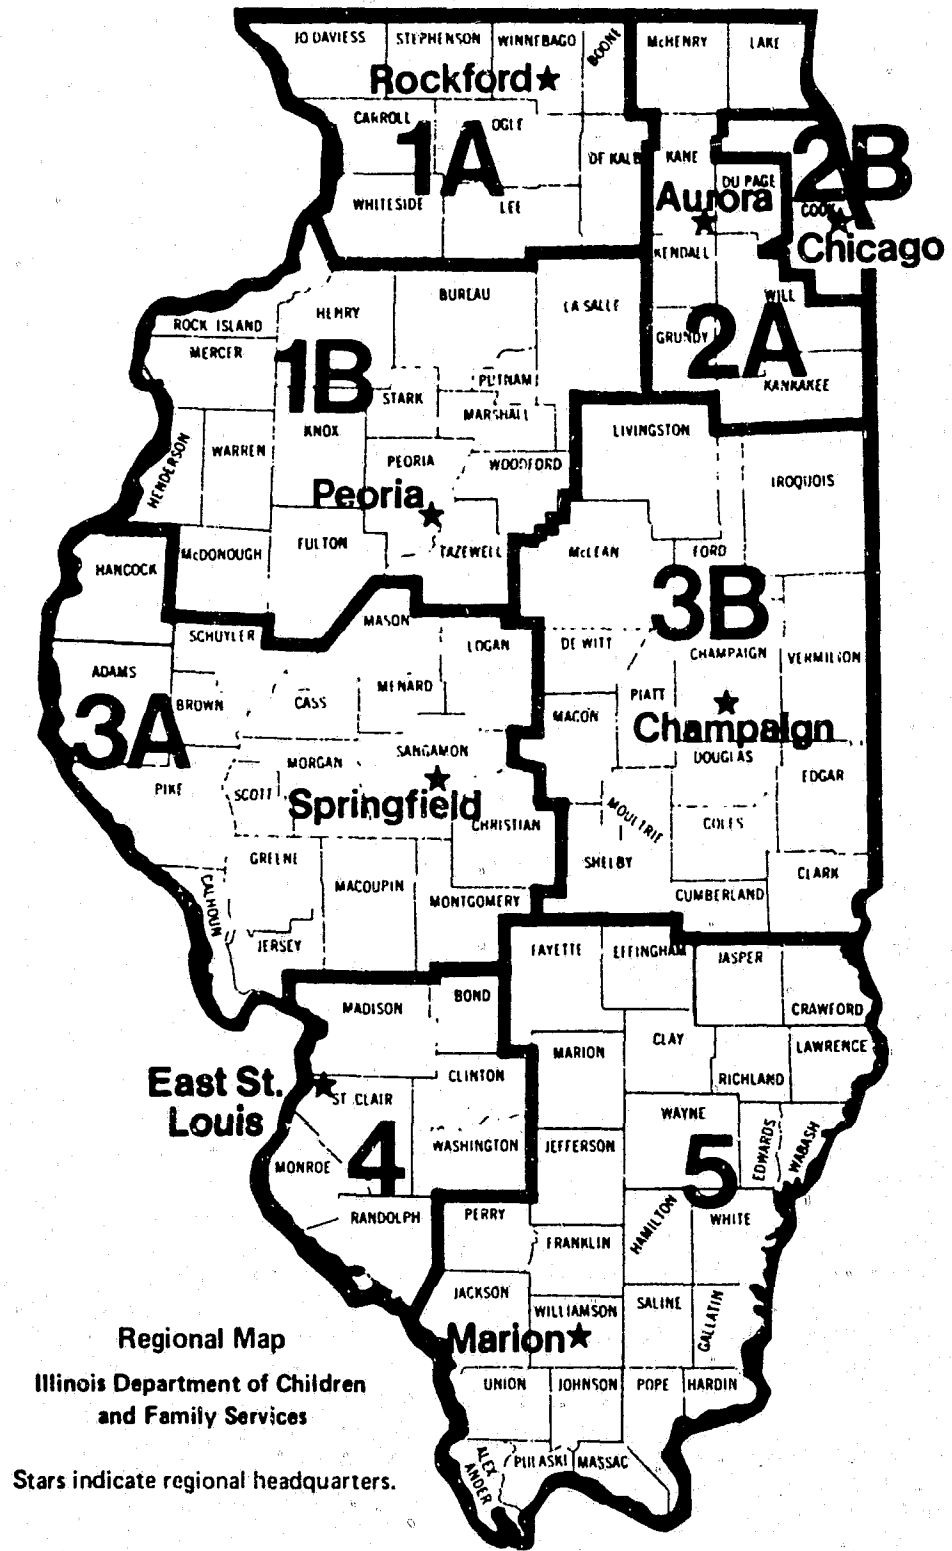 JO DAVIESS STEPHENSON WINNEBAGO BOONE McHENRY LAKE
Rockford
CARROLL OGLE
1A 2B
DE KALB KANE
DU PAGE
Aurora
WHITESIDE LEE COOK
Chicago
KENDALL
BUREAU LA SALLE WILL
HENRY
ROCK ISLAND
MERCER GRUNDY
1B 2A
PUTNAM KANKAKEE
STARK
MARSHALL
KNOX LIVINGSTON
HENDERSON WARREN
PEORIA WOODFORD
IROQUOIS
Peoria
McDONOUGH FULTON TAZEWELL McLEAN FORD
HANCOCK
3B
MASON
SCHUYLER LOGAN DE WITT
CHAMPAIGN VERMILION
ADAMS
MENARD PIATT
BROWN CASS
3A MACON
Champaign
SANGAMON DOUGLAS
MORGAN EDGAR
PIKE
SCOTT Springfield
CHRISTIAN MOULTRIE COLES
GREENE SHELBY
CLARK
MACOUPIN
CALHOUN MONTGOMERY CUMBERLAND
JERSEY FAYETTE EFFINGHAM JASPER
BOND
MADISON CRAWFORD
CLAY LAWRENCE
MARION
CLINTON RICHLAND
East St.
Louis
ST. CLAIR
WAYNE
WASHINGTON JEFFERSON EDWARDS WABASH
MONROE 4 5
RANDOLPH PERRY HAMILTON WHITE
FRANKLIN
JACKSON
WILLIAMSON SALINE GALLATIN
Marion
UNION JOHNSON POPE HARDIN
ALEX
ANDER
PULASKI MASSAC
Regional Map
Illinois Department of Children
and Family Services
Stars indicate regional headquarters.